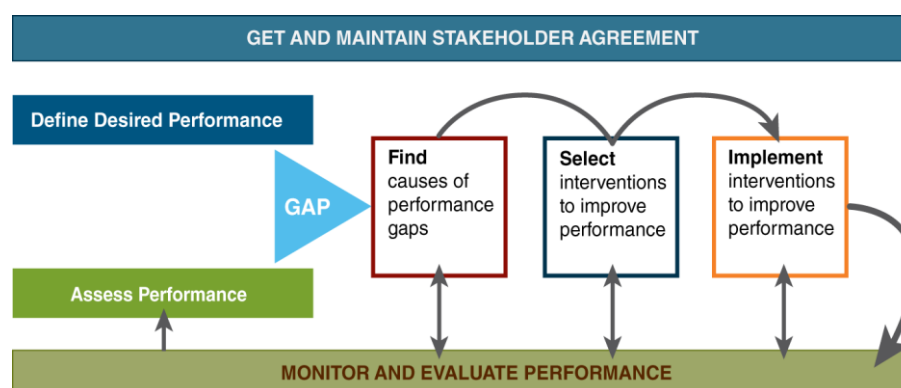 GET AND MAINTAIN STAKEHOLDER AGREEMENT
Define Desired Performance
GAP
Assess Performance
Find
causes of
performance
gaps
Select
interventions
to improve
performance
Implement
interventions
to improve
performance
MONITOR AND EVALUATE PERFORMANCE